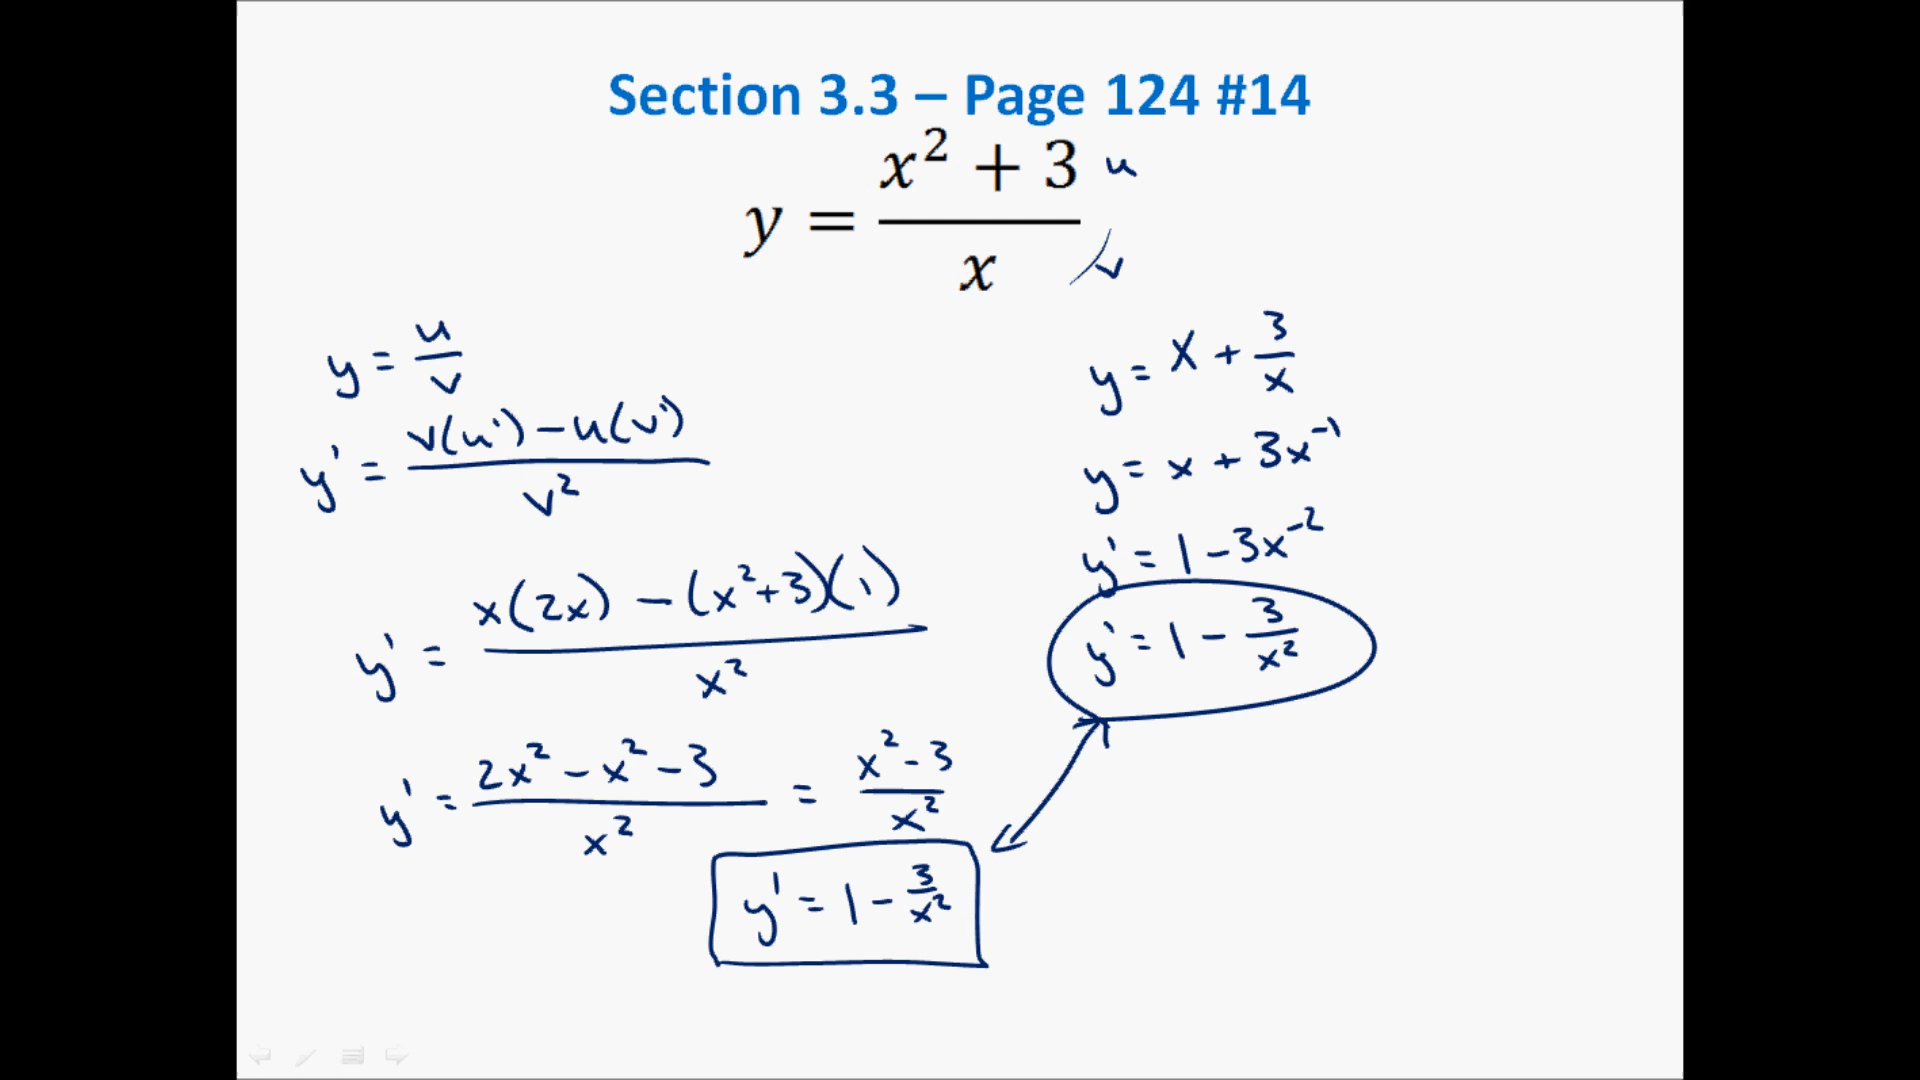 Section 3.3 – Page 124 #14
y = (x² + 3)/x
u
v
y = u/v
y' = (v(u') - u(v'))/v²
y' = (x(2x) - (x²+3)(1))/x²
y' = (2x² - x² - 3)/x² = (x² - 3)/x²
y' = 1 - 3/x²
y = x + 3/x
y = x + 3x⁻¹
y' = 1 - 3x⁻²
y' = 1 - 3/x²